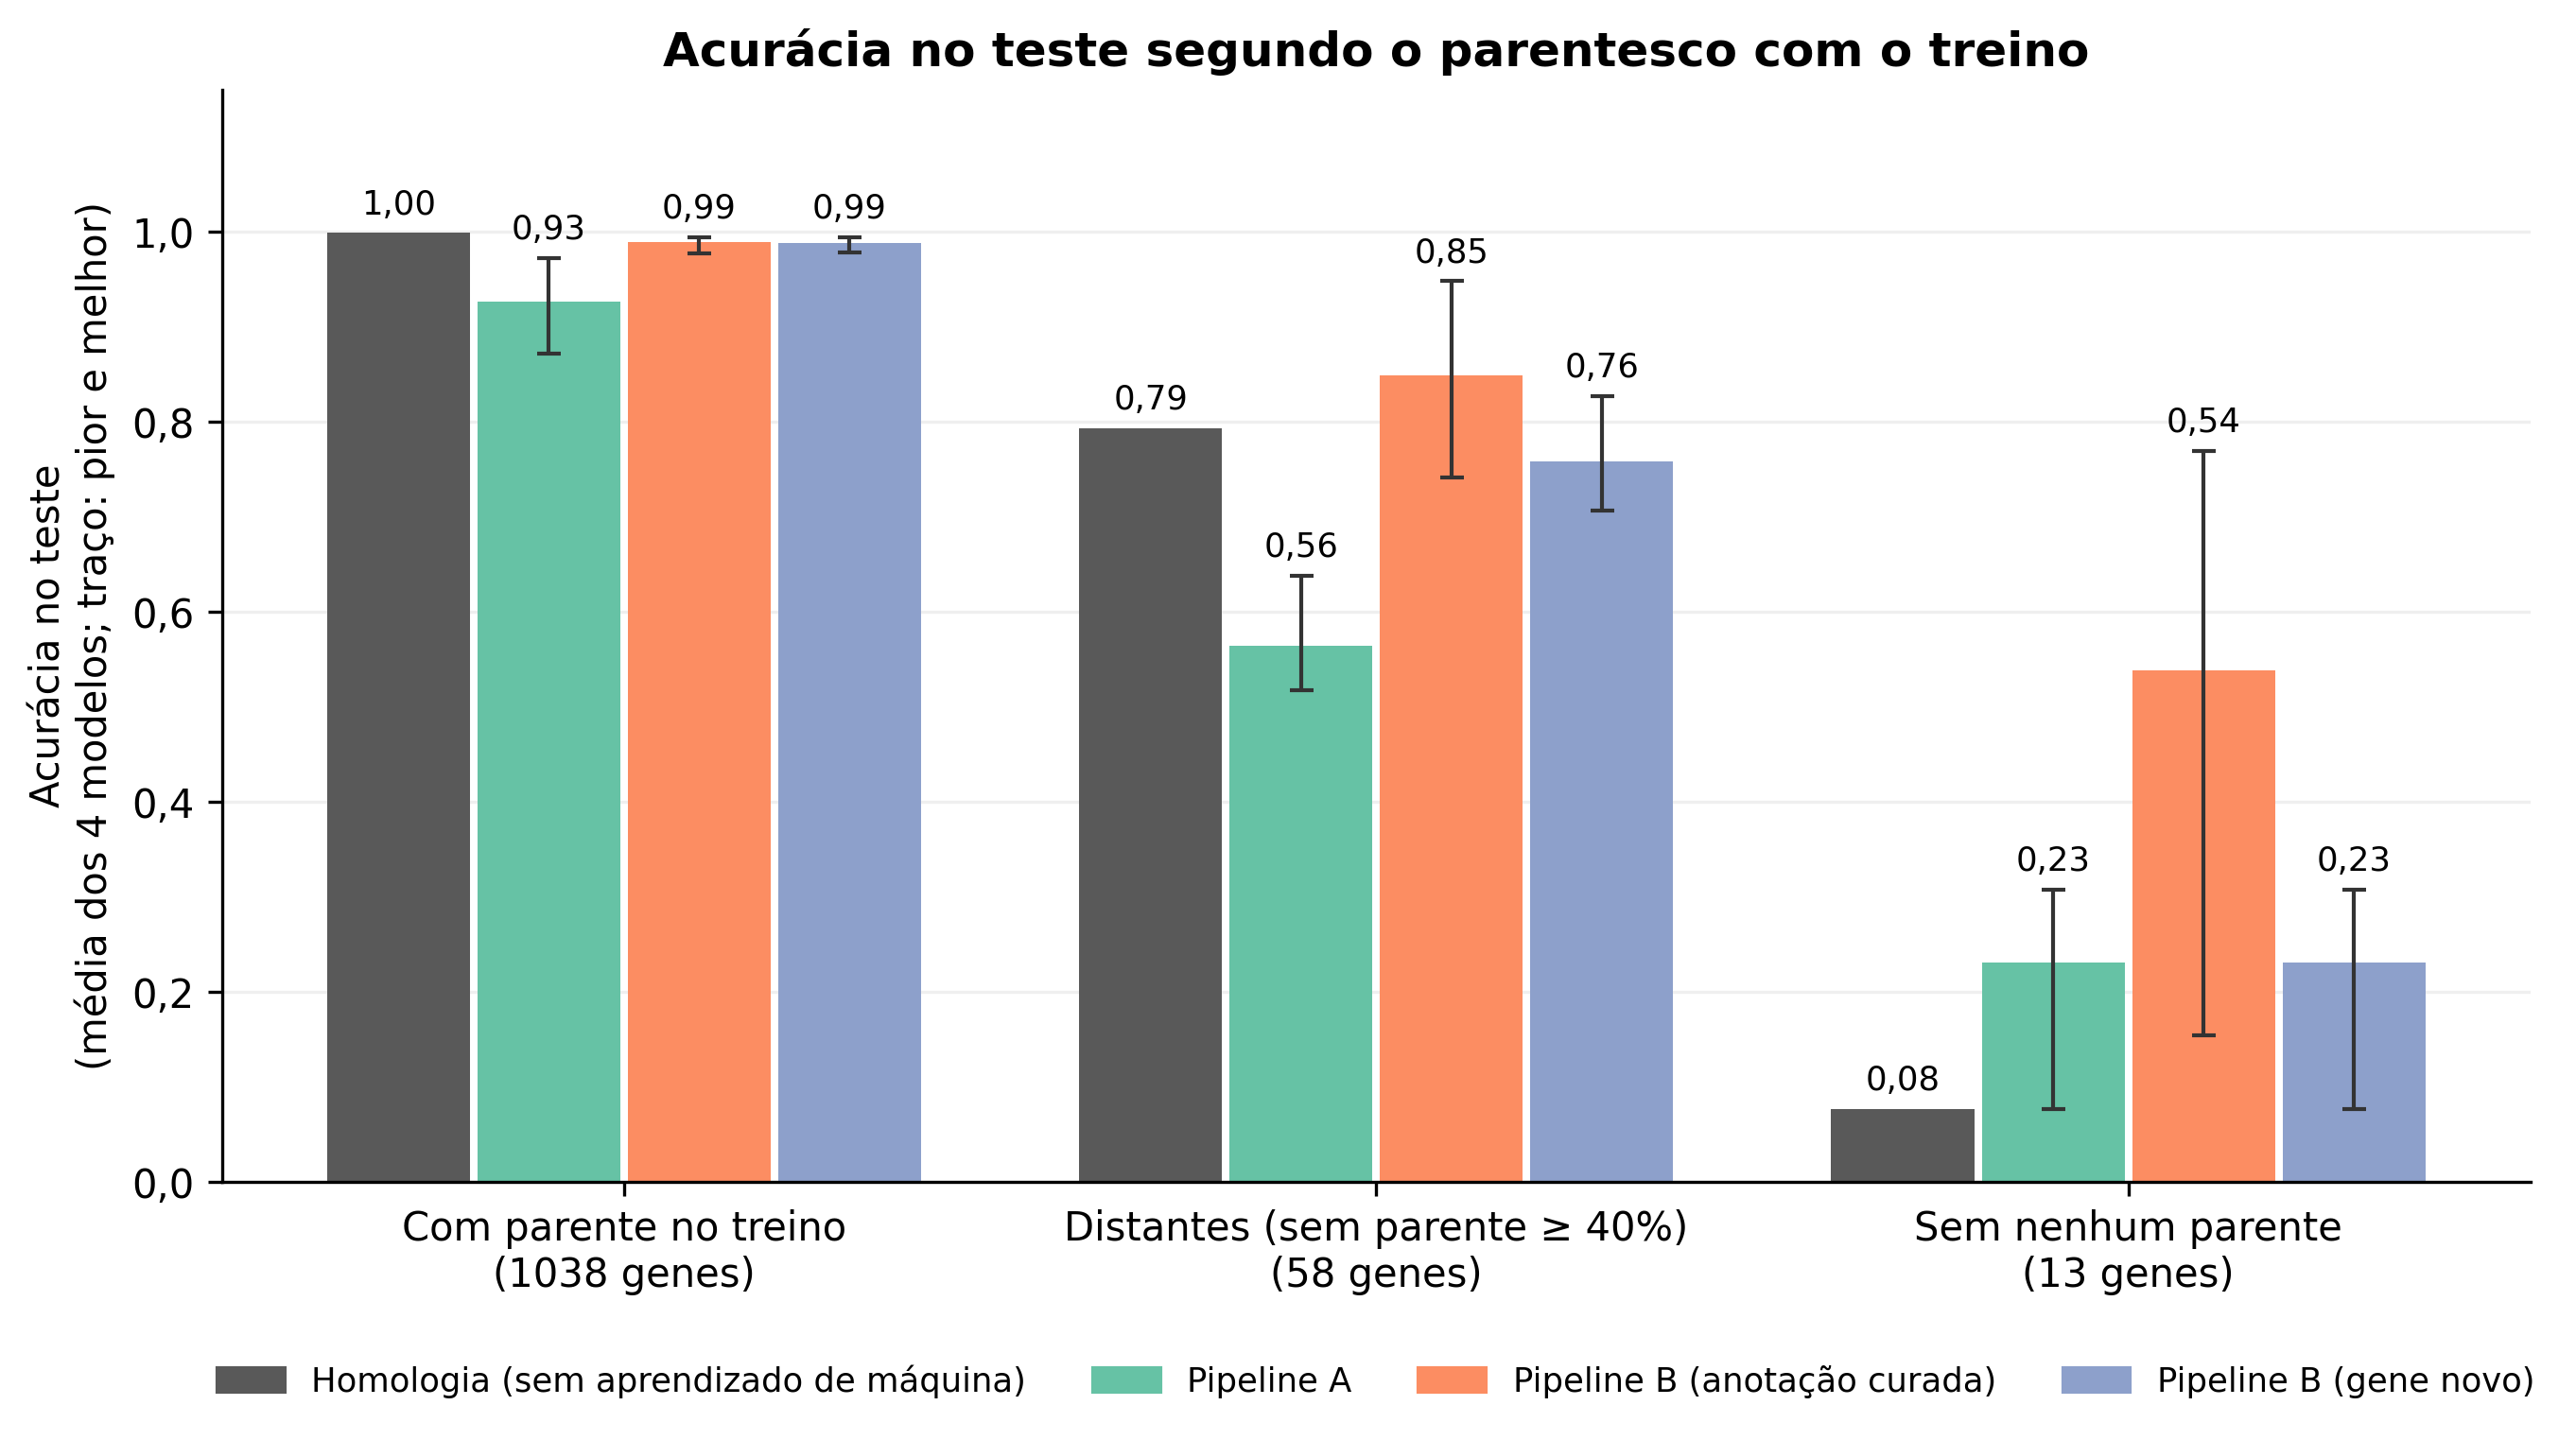 Acurácia no teste segundo o parentesco com o treino
Acurácia no teste
(média dos 4 modelos; traço: pior e melhor)
1,0
0,8
0,6
0,4
0,2
0,0
1,00
0,93
0,99
0,99
0,79
0,56
0,85
0,76
0,08
0,23
0,54
0,23
Com parente no treino
(1038 genes)
Distantes (sem parente ≥ 40%)
(58 genes)
Sem nenhum parente
(13 genes)
Homologia (sem aprendizado de máquina)
Pipeline A
Pipeline B (anotação curada)
Pipeline B (gene novo)